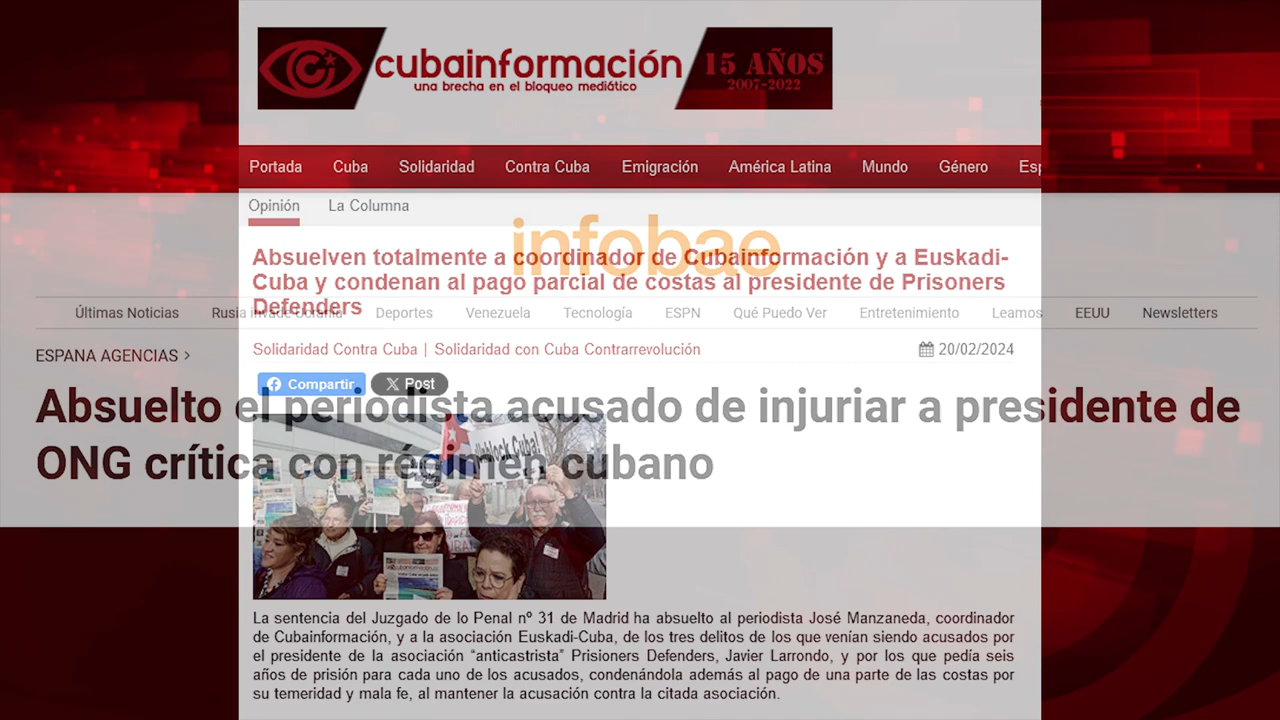 cubainformación
una brecha en el bloqueo mediático
15 AÑOS
2007-2022
Portada Cuba Solidaridad Contra Cuba Emigración América Latina Mundo Género Esp
Opinión La Columna
infobae
Absuelven totalmente a coordinador de Cubainformación y a Euskadi-
Cuba y condenan al pago parcial de costas al presidente de Prisoners
Defenders
Últimas Noticias Rusia invade Ucrania Deportes Venezuela Tecnología ESPN Qué Puedo Ver Entretenimiento Leamos EEUU Newsletters
Solidaridad Contra Cuba | Solidaridad con Cuba Contrarrevolución 20/02/2024
ESPANA AGENCIAS >
Compartir Post
Absuelto el periodista acusado de injuriar a presidente de
ONG crítica con régimen cubano
Unblock Cuba!
La sentencia del Juzgado de lo Penal nº 31 de Madrid ha absuelto al periodista José Manzaneda, coordinador
de Cubainformación, y a la asociación Euskadi-Cuba, de los tres delitos de los que venían siendo acusados por
el presidente de la asociación “anticastrista” Prisioners Defenders, Javier Larrondo, y por los que pedía seis
años de prisión para cada uno de los acusados, condenándola además al pago de una parte de las costas por
su temeridad y mala fe, al mantener la acusación contra la citada asociación.